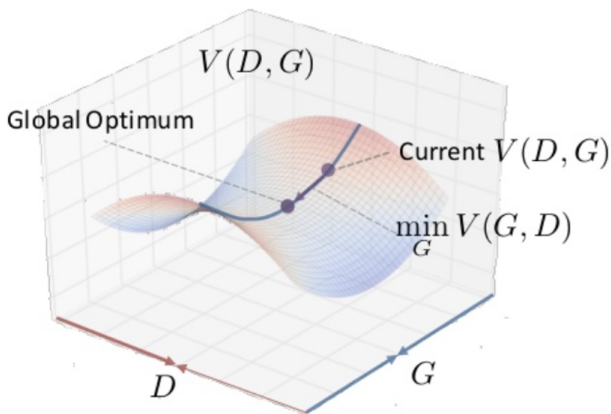 V(D, G)
Global Optimum
Current V(D, G)
min V(G, D)
G
D
G